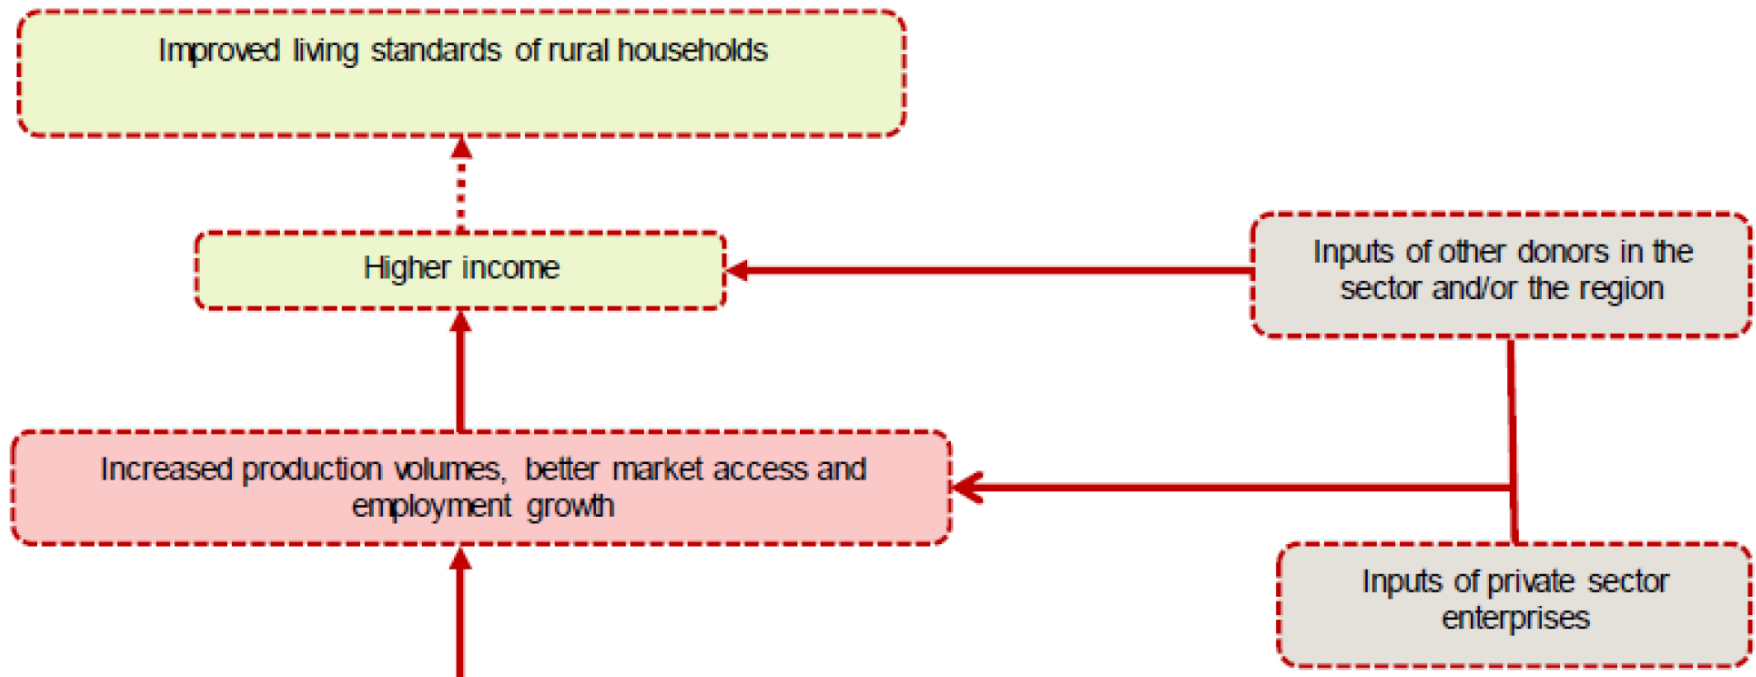 Improved living standards of rural households
Higher income
Inputs of other donors in the
sector and/or the region
Increased production volumes, better market access and
employment growth
Inputs of private sector
enterprises